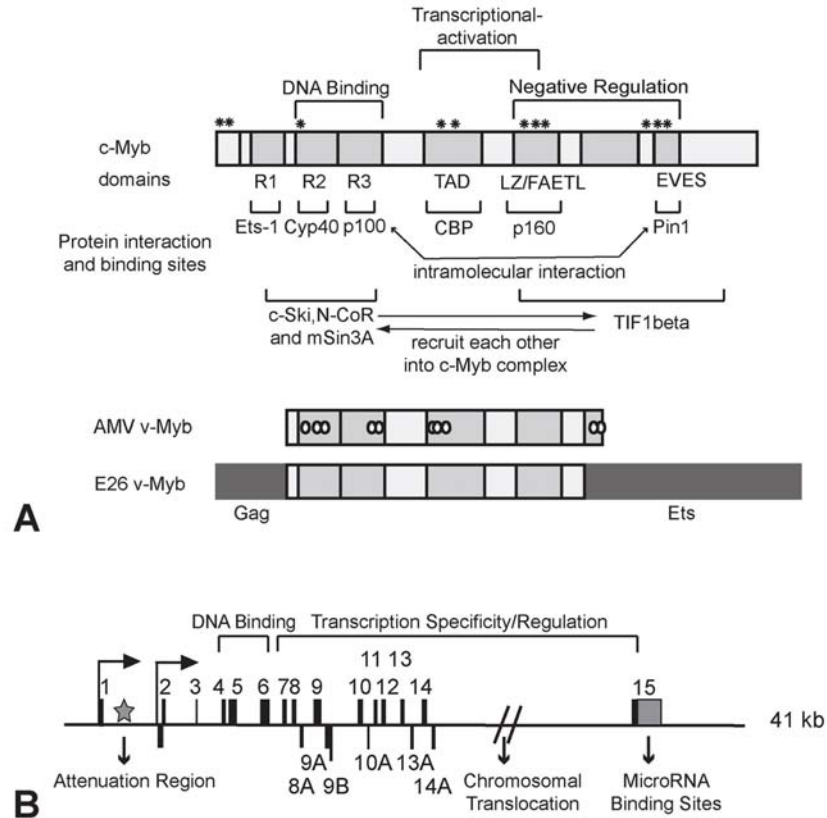 Transcriptional-
activation
DNA Binding
Negative Regulation
** * ** *** ***
c-Myb
domains
R1 R2 R3 TAD LZ/FAETL EVES
Ets-1 Cyp40 p100 CBP p160 Pin1
Protein interaction
and binding sites
intramolecular interaction
c-Ski,N-CoR
and mSin3A
TIF1beta
recruit each other
into c-Myb complex
AMV v-Myb
E26 v-Myb
Gag Ets
A
DNA Binding Transcription Specificity/Regulation
11 13
1 2 3 4 5 6 7 8 9 10 12 14 15
41 kb
9A 10A 13A
8A 9B 14A
Attenuation Region
Chromosomal
Translocation
MicroRNA
Binding Sites
B